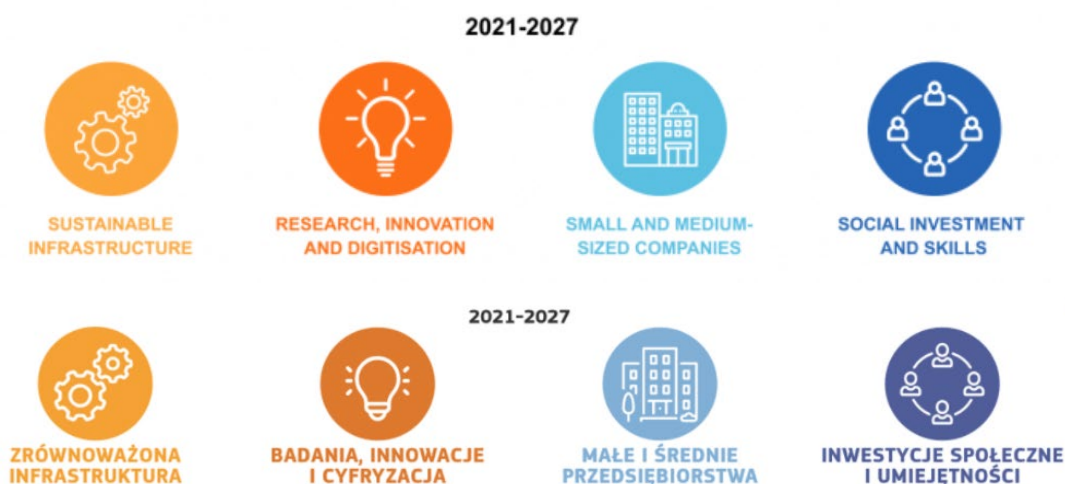 2021-2027
SUSTAINABLE
INFRASTRUCTURE
RESEARCH, INNOVATION
AND DIGITISATION
SMALL AND MEDIUM-
SIZED COMPANIES
SOCIAL INVESTMENT
AND SKILLS
2021-2027
ZRÓWNOWAŻONA
INFRASTRUKTURA
BADANIA, INNOWACJE
I CYFRYZACJA
MAŁE I ŚREDNIE
PRZEDSIĘBIORSTWA
INWESTYCJE SPOŁECZNE
I UMIEJĘTNOŚCI